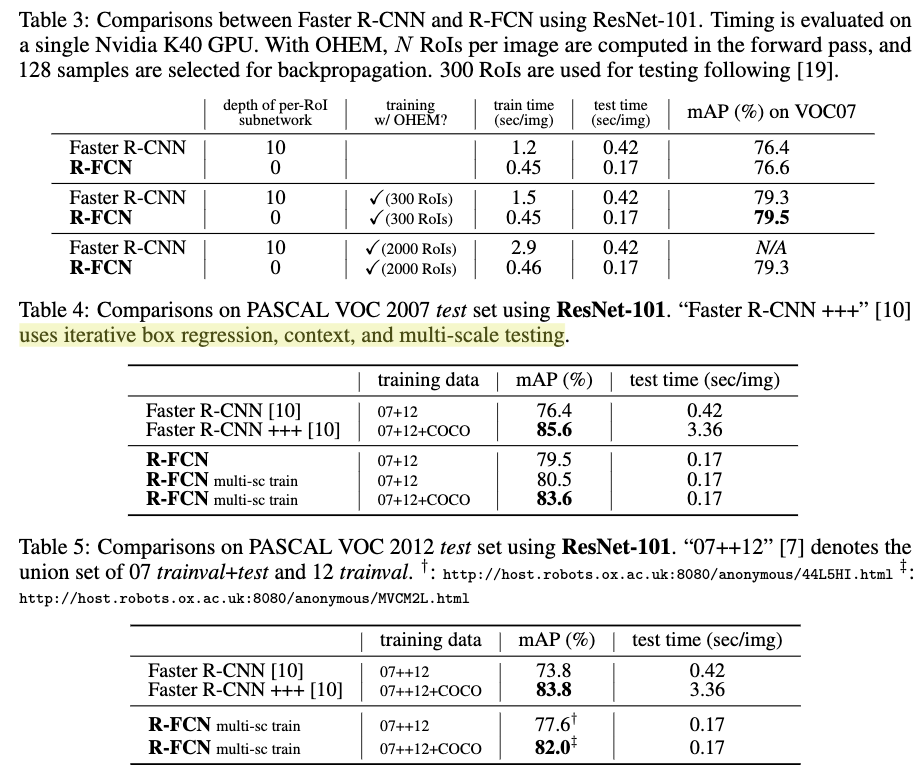 Table 3: Comparisons between Faster R-CNN and R-FCN using ResNet-101. Timing is evaluated on
a single Nvidia K40 GPU. With OHEM, N RoIs per image are computed in the forward pass, and
128 samples are selected for backpropagation. 300 RoIs are used for testing following [19].
depth of per-RoI subnetwork | training w/ OHEM? | train time (sec/img) | test time (sec/img) | mAP (%) on VOC07
Faster R-CNN | 10 | | 1.2 | 0.42 | 76.4
R-FCN | 0 | | 0.45 | 0.17 | 76.6
Faster R-CNN | 10 | ✓(300 RoIs) | 1.5 | 0.42 | 79.3
R-FCN | 0 | ✓(300 RoIs) | 0.45 | 0.17 | 79.5
Faster R-CNN | 10 | ✓(2000 RoIs) | 2.9 | 0.42 | N/A
R-FCN | 0 | ✓(2000 RoIs) | 0.46 | 0.17 | 79.3
Table 4: Comparisons on PASCAL VOC 2007 test set using ResNet-101. “Faster R-CNN +++” [10]
uses iterative box regression, context, and multi-scale testing.
training data | mAP (%) | test time (sec/img)
Faster R-CNN [10] | 07+12 | 76.4 | 0.42
Faster R-CNN +++ [10] | 07+12+COCO | 85.6 | 3.36
R-FCN | 07+12 | 79.5 | 0.17
R-FCN multi-sc train | 07+12 | 80.5 | 0.17
R-FCN multi-sc train | 07+12+COCO | 83.6 | 0.17
Table 5: Comparisons on PASCAL VOC 2012 test set using ResNet-101. “07++12” [7] denotes the
union set of 07 trainval+test and 12 trainval. †: http://host.robots.ox.ac.uk:8080/anonymous/44L5HI.html ‡:
http://host.robots.ox.ac.uk:8080/anonymous/MVCM2L.html
training data | mAP (%) | test time (sec/img)
Faster R-CNN [10] | 07++12 | 73.8 | 0.42
Faster R-CNN +++ [10] | 07++12+COCO | 83.8 | 3.36
R-FCN multi-sc train | 07++12 | 77.6† | 0.17
R-FCN multi-sc train | 07++12+COCO | 82.0‡ | 0.17